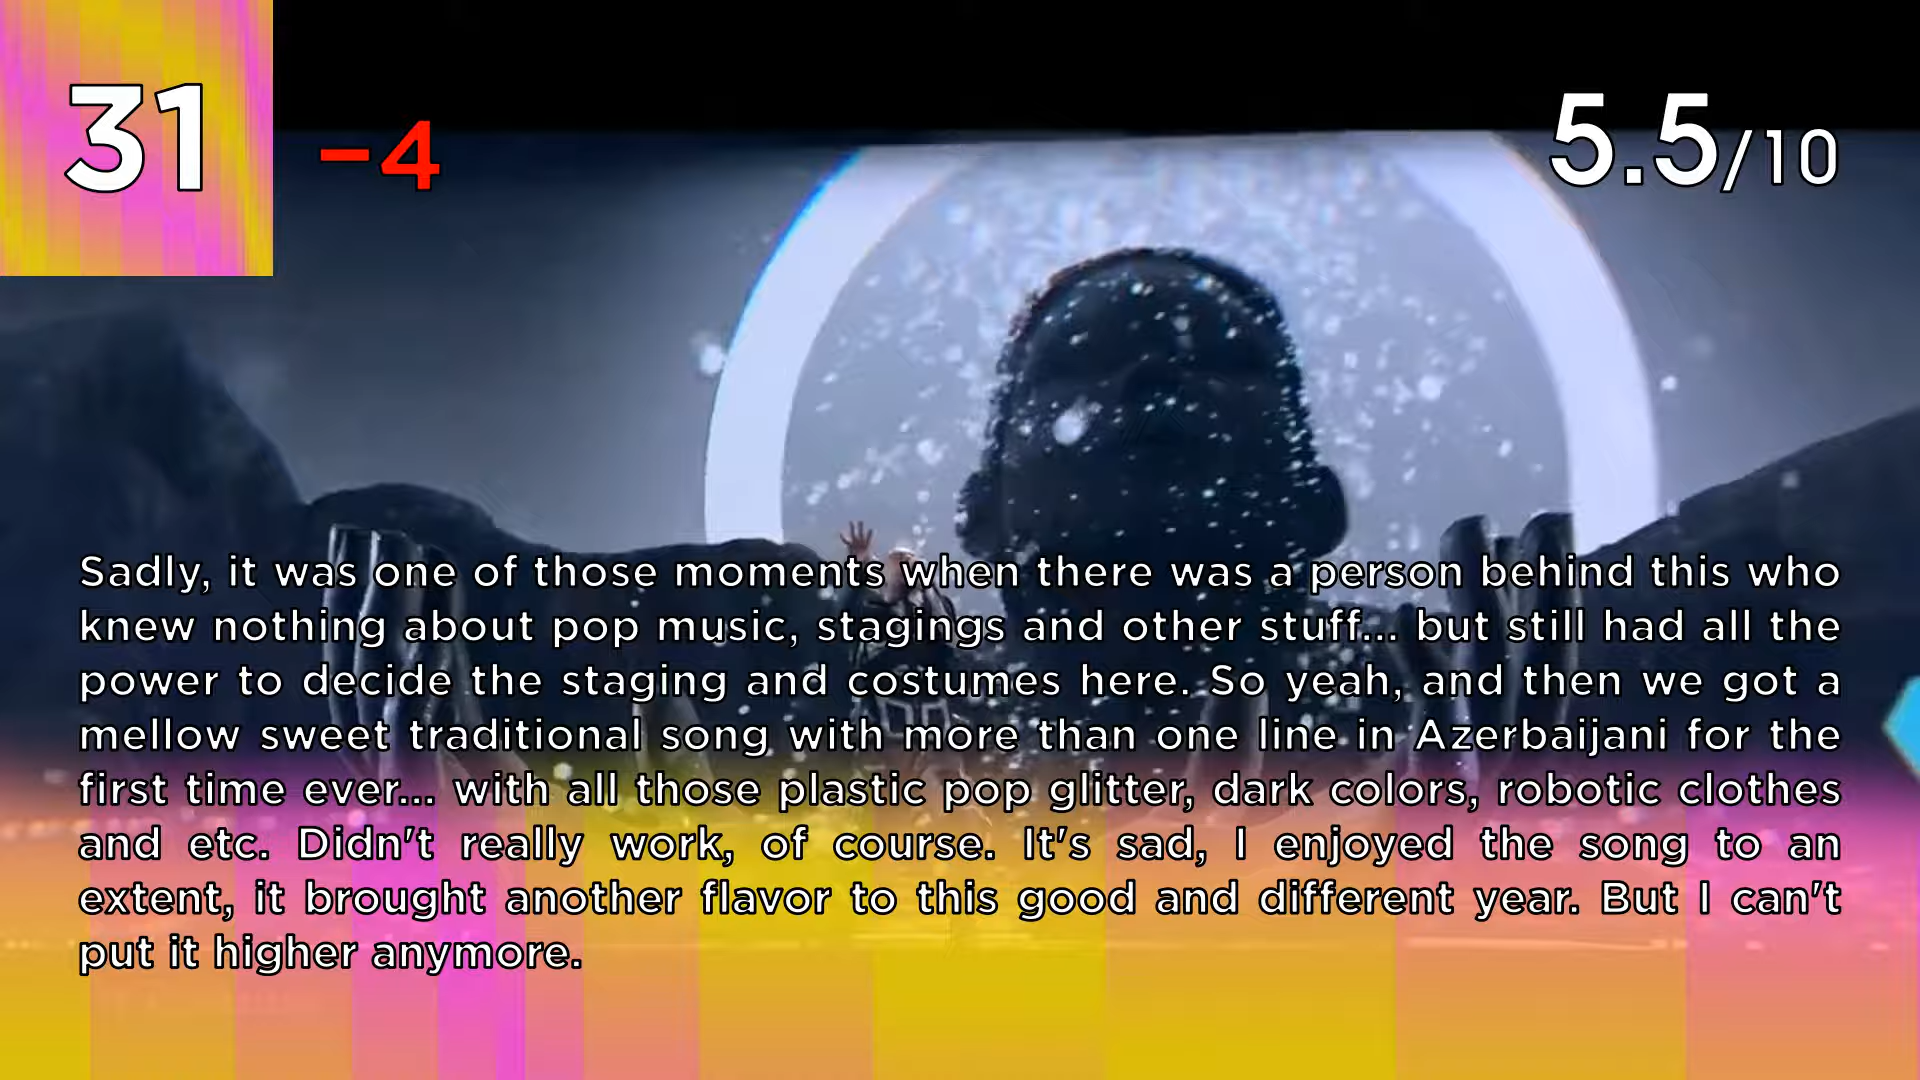 31
-4
5.5/10
Sadly, it was one of those moments when there was a person behind this who
knew nothing about pop music, stagings and other stuff... but still had all the
power to decide the staging and costumes here. So yeah, and then we got a
mellow sweet traditional song with more than one line in Azerbaijani for the
first time ever... with all those plastic pop glitter, dark colors, robotic clothes
and etc. Didn't really work, of course. It's sad, I enjoyed the song to an
extent, it brought another flavor to this good and different year. But I can't
put it higher anymore.